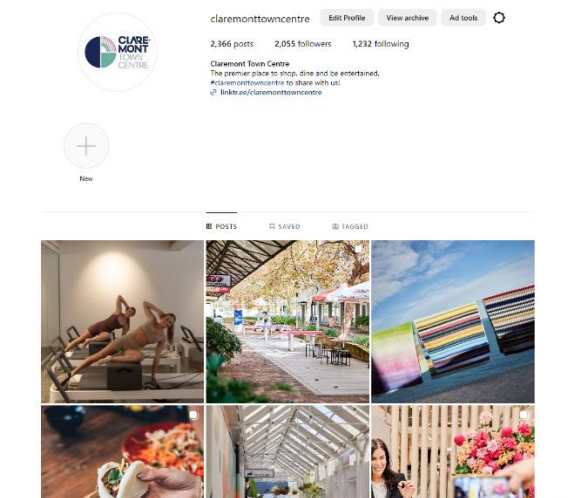 CLARE-
MONT
TOWN
CENTRE
claremonttowncentre Edit Profile View archive Ad tools
2,366 posts 2,055 followers 1,232 following
Claremont Town Centre
The premier place to shop, dine and be entertained.
#claremonttowncentre to share with us!
linktr.ee/claremonttowncentre
New
POSTS SAVED TAGGED